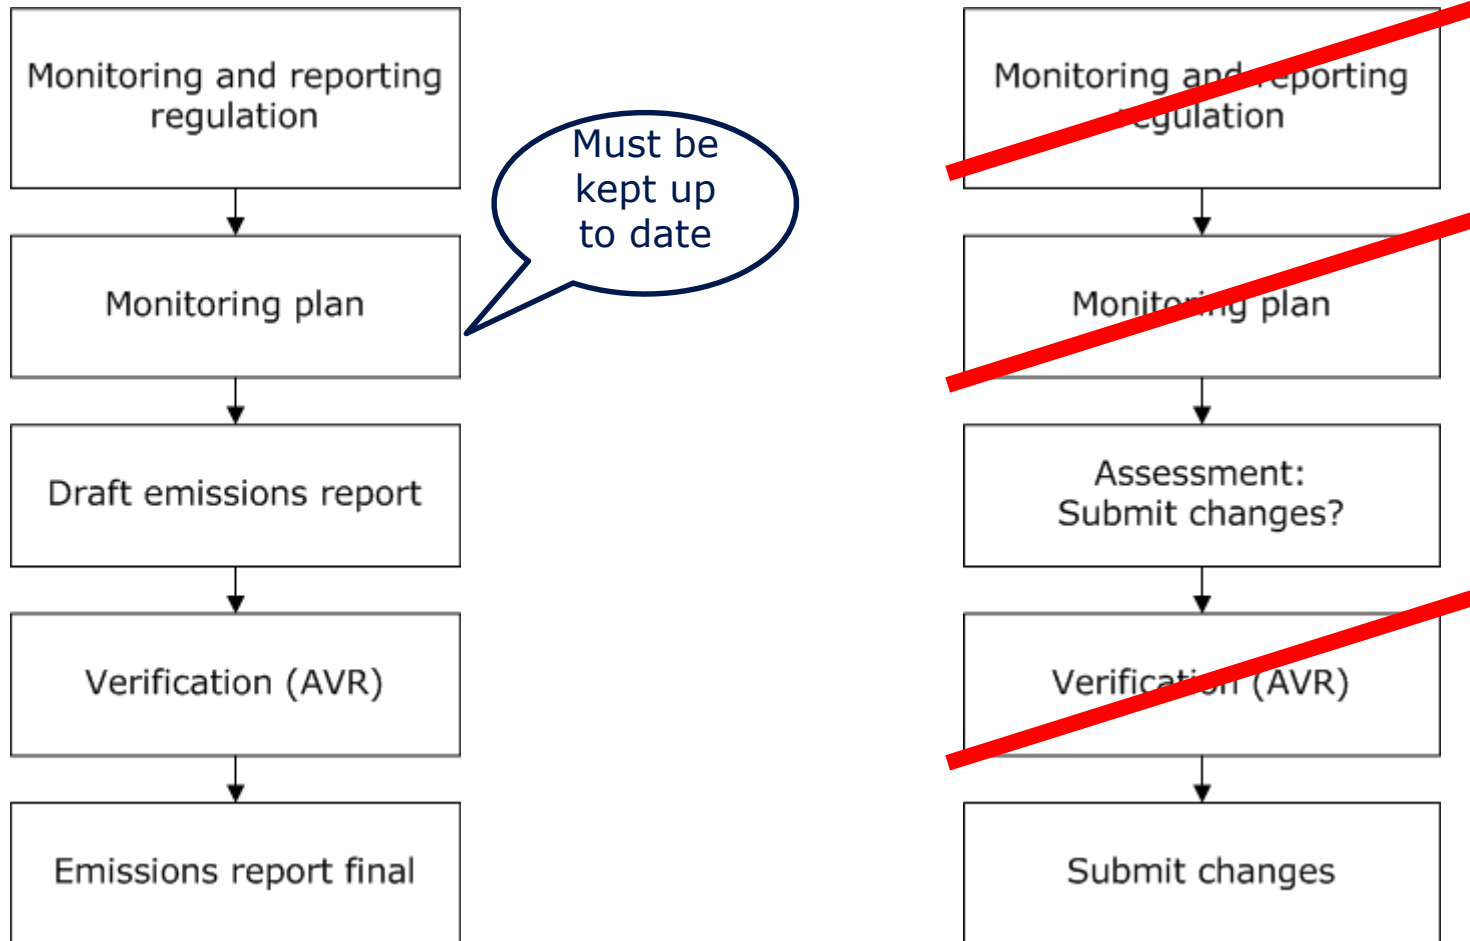 Monitoring and reporting
regulation
Must be
kept up
to date
Monitoring plan
Draft emissions report
Verification (AVR)
Emissions report final
Monitoring and reporting
regulation
Monitoring plan
Assessment:
Submit changes?
Verification (AVR)
Submit changes